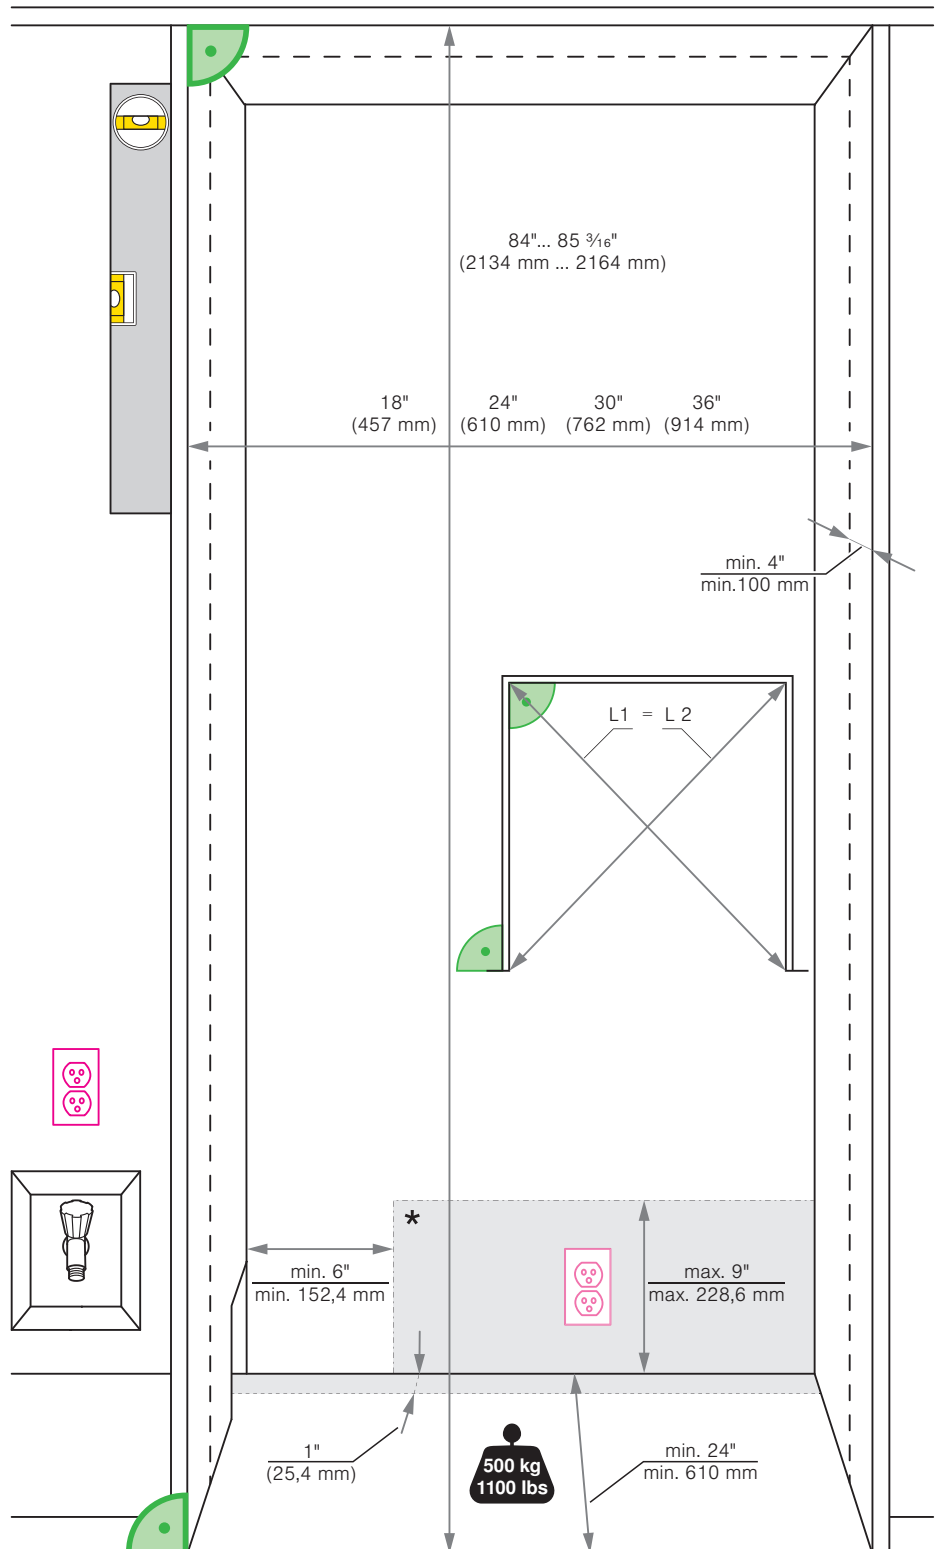 84"... 85 ³⁄₁₆"
(2134 mm ... 2164 mm)
18" 24" 30" 36"
(457 mm) (610 mm) (762 mm) (914 mm)
min. 4"
min.100 mm
L1 = L 2
*
min. 6"
min. 152,4 mm
max. 9"
max. 228,6 mm
1"
(25,4 mm)
500 kg
1100 lbs
min. 24"
min. 610 mm